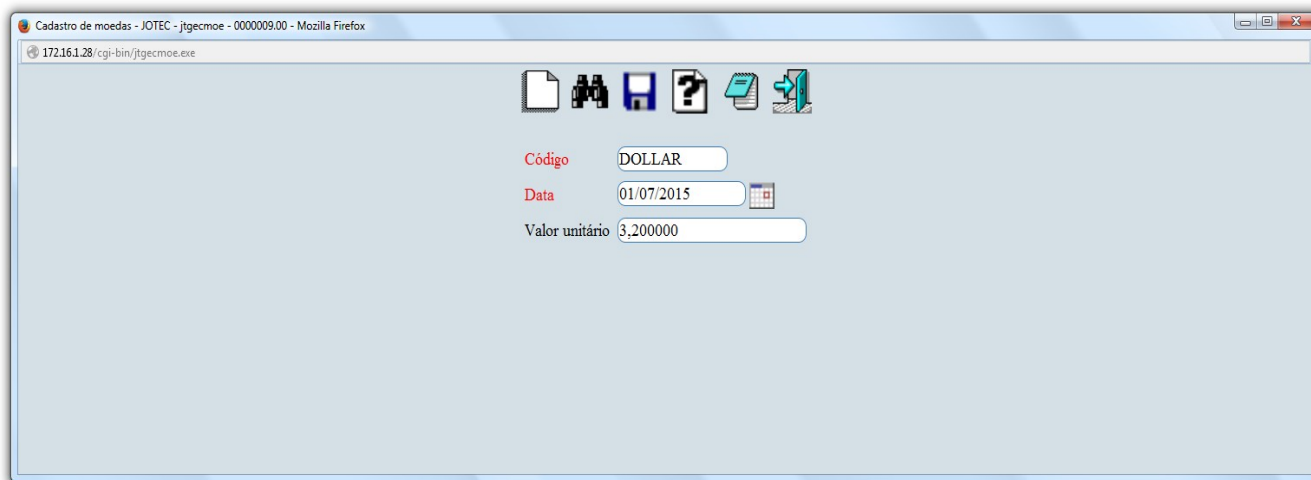 Cadastro de moedas - JOTEC - jtgecmoe - 0000009.00 - Mozilla Firefox
172.16.1.28/cgi-bin/jtgecmoe.exe
Código DOLLAR
Data 01/07/2015
Valor unitário 3,200000